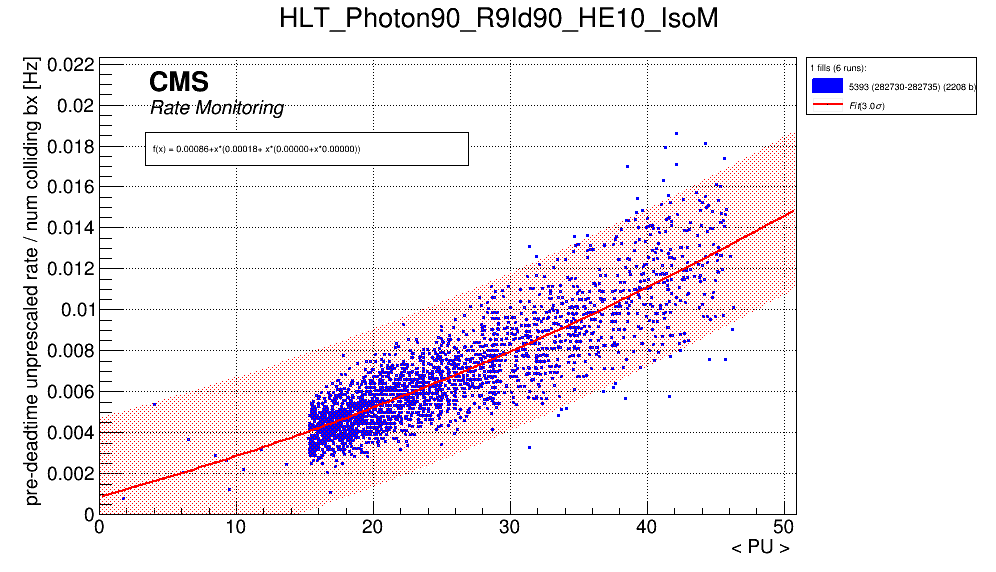 HLT_Photon90_R9Id90_HE10_IsoM
pre-deadtime unprescaled rate / num colliding bx [Hz]
0.022
0.02
0.018
0.016
0.014
0.012
0.01
0.008
0.006
0.004
0.002
0
CMS
Rate Monitoring
f(x) = 0.00086+x*(0.00018+ x*(0.00000+x*0.00000))
1 fills (6 runs):
5393 (282730-282735) (2208 b)
Fit(3.0σ)
0 10 20 30 40 50
< PU >